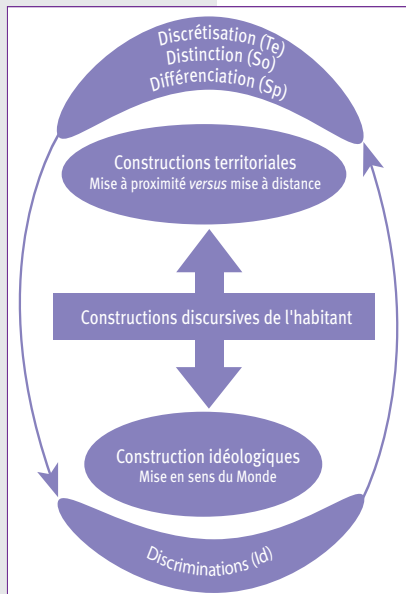 Discrétisation (Te)
Distinction (So)
Différenciation (Sp)
Constructions territoriales
Mise à proximité versus mise à distance
Constructions discursives de l'habitant
Construction idéologiques
Mise en sens du Monde
Discriminations (Id)